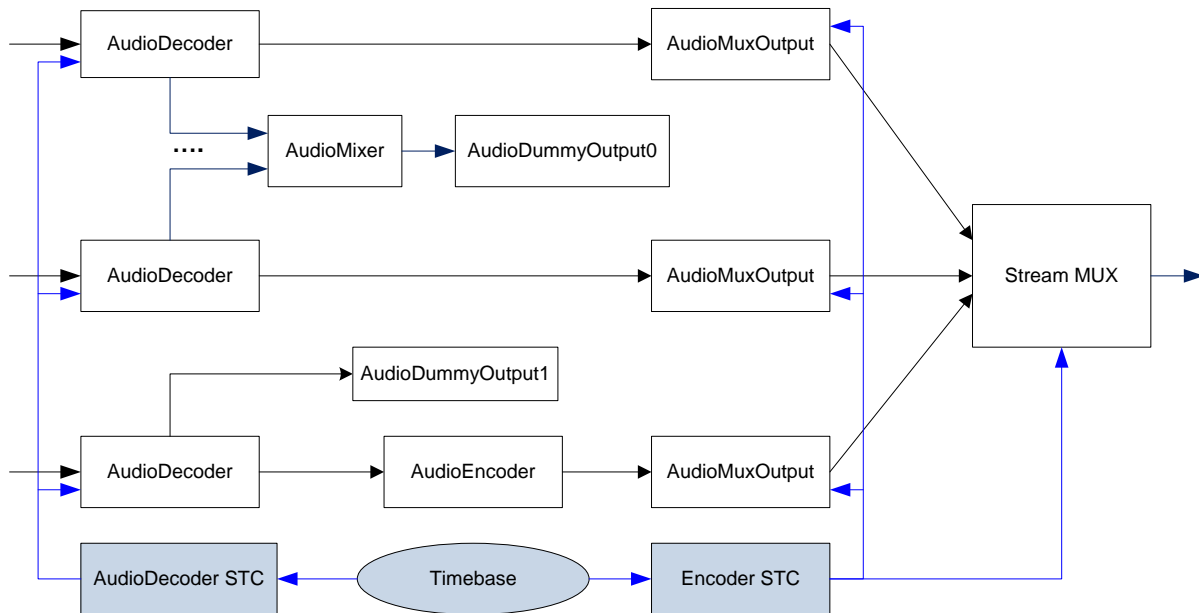 AudioDecoder
AudioMuxOutput
....
AudioMixer
AudioDummyOutput0
AudioDecoder
AudioMuxOutput
Stream MUX
AudioDummyOutput1
AudioDecoder
AudioEncoder
AudioMuxOutput
AudioDecoder STC
Timebase
Encoder STC